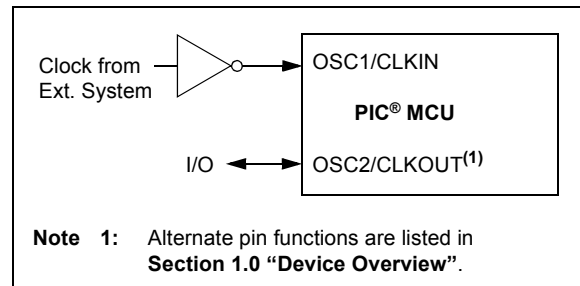 Clock from
Ext. System
OSC1/CLKIN
PIC® MCU
I/O
OSC2/CLKOUT(1)
Note 1: Alternate pin functions are listed in
Section 1.0 “Device Overview”.